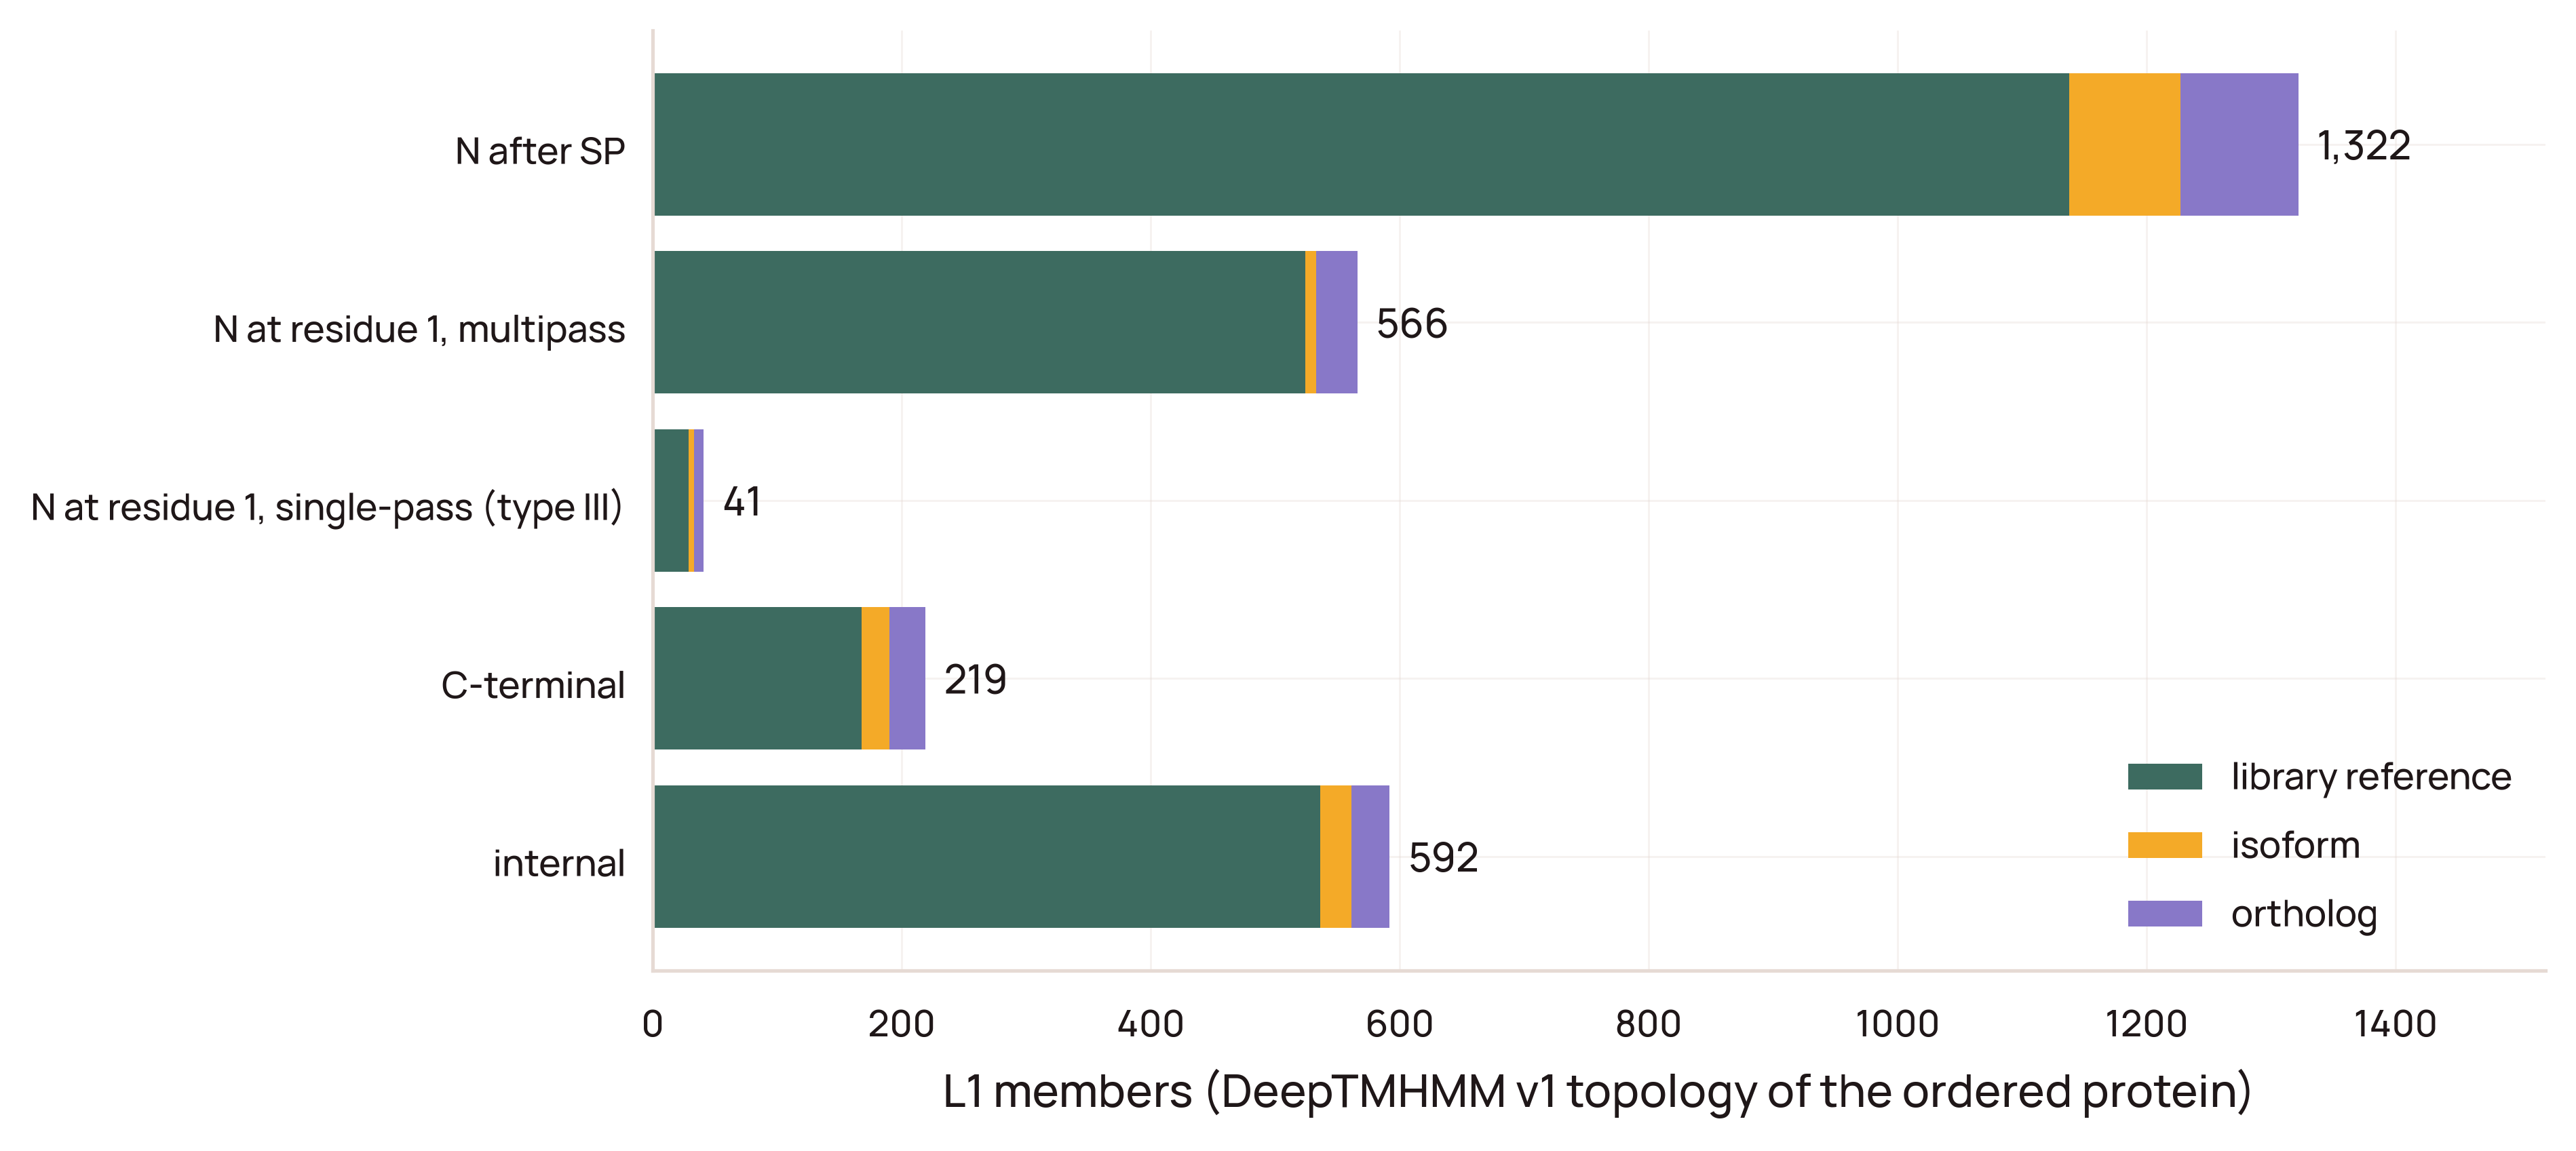 N after SP
1,322
N at residue 1, multipass
566
N at residue 1, single-pass (type III)
41
C-terminal
219
internal
592
library reference
isoform
ortholog
0 200 400 600 800 1000 1200 1400
L1 members (DeepTMHMM v1 topology of the ordered protein)